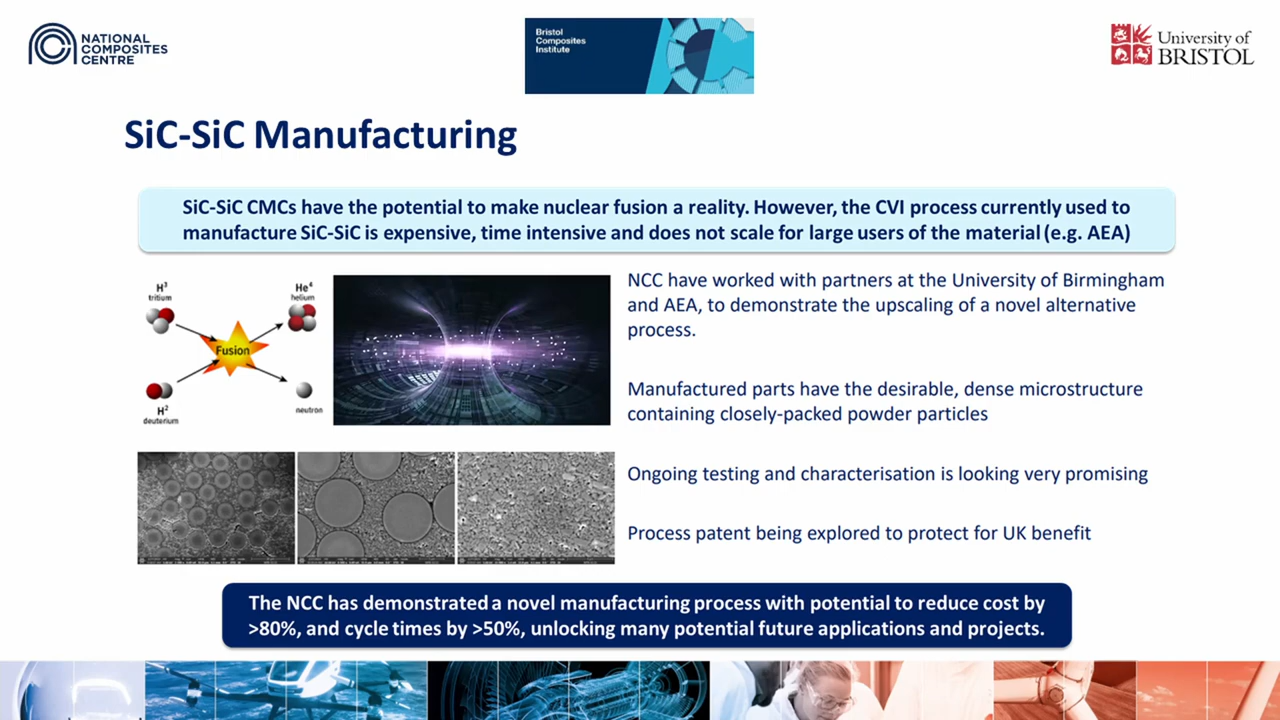 NATIONAL
COMPOSITES
CENTRE
Bristol
Composites
Institute
University of
BRISTOL
SiC-SiC Manufacturing
SiC-SiC CMCs have the potential to make nuclear fusion a reality. However, the CVI process currently used to
manufacture SiC-SiC is expensive, time intensive and does not scale for large users of the material (e.g. AEA)
H³
tritium
He⁴
helium
Fusion
H²
deuterium
neutron
NCC have worked with partners at the University of Birmingham
and AEA, to demonstrate the upscaling of a novel alternative
process.
Manufactured parts have the desirable, dense microstructure
containing closely-packed powder particles
Ongoing testing and characterisation is looking very promising
Process patent being explored to protect for UK benefit
The NCC has demonstrated a novel manufacturing process with potential to reduce cost by
>80%, and cycle times by >50%, unlocking many potential future applications and projects.